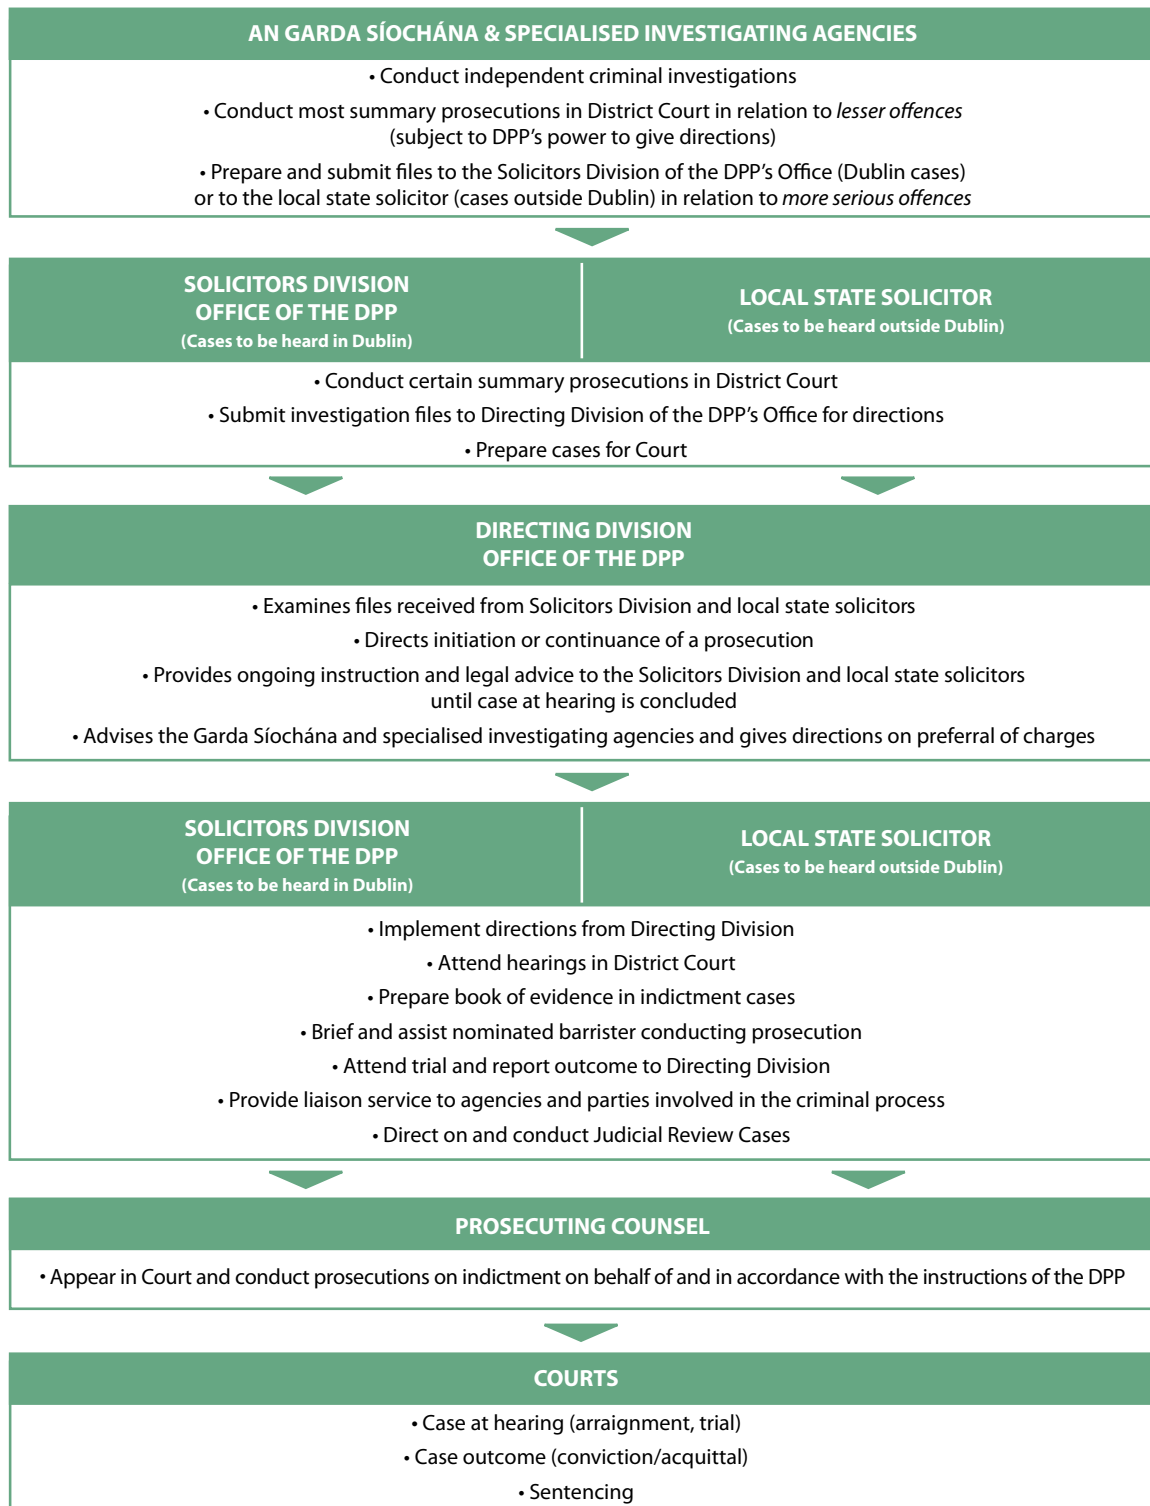 AN GARDA SÍOCHÁNA & SPECIALISED INVESTIGATING AGENCIES
• Conduct independent criminal investigations
• Conduct most summary prosecutions in District Court in relation to lesser offences
(subject to DPP's power to give directions)
• Prepare and submit files to the Solicitors Division of the DPP's Office (Dublin cases)
or to the local state solicitor (cases outside Dublin) in relation to more serious offences
SOLICITORS DIVISION
OFFICE OF THE DPP
(Cases to be heard in Dublin)
LOCAL STATE SOLICITOR
(Cases to be heard outside Dublin)
• Conduct certain summary prosecutions in District Court
• Submit investigation files to Directing Division of the DPP's Office for directions
• Prepare cases for Court
DIRECTING DIVISION
OFFICE OF THE DPP
• Examines files received from Solicitors Division and local state solicitors
• Directs initiation or continuance of a prosecution
• Provides ongoing instruction and legal advice to the Solicitors Division and local state solicitors
until case at hearing is concluded
• Advises the Garda Síochána and specialised investigating agencies and gives directions on preferral of charges
SOLICITORS DIVISION
OFFICE OF THE DPP
(Cases to be heard in Dublin)
LOCAL STATE SOLICITOR
(Cases to be heard outside Dublin)
• Implement directions from Directing Division
• Attend hearings in District Court
• Prepare book of evidence in indictment cases
• Brief and assist nominated barrister conducting prosecution
• Attend trial and report outcome to Directing Division
• Provide liaison service to agencies and parties involved in the criminal process
• Direct on and conduct Judicial Review Cases
PROSECUTING COUNSEL
• Appear in Court and conduct prosecutions on indictment on behalf of and in accordance with the instructions of the DPP
COURTS
• Case at hearing (arraignment, trial)
• Case outcome (conviction/acquittal)
• Sentencing